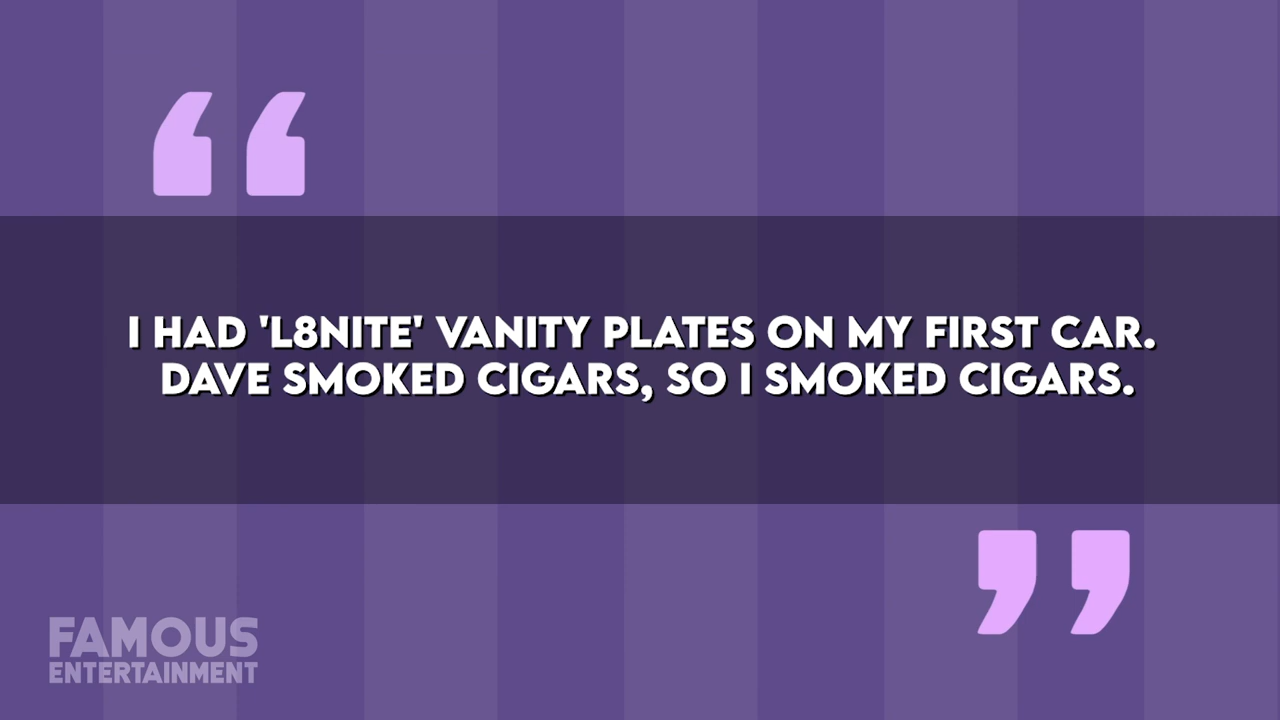 “
I HAD 'L8NITE' VANITY PLATES ON MY FIRST CAR.
DAVE SMOKED CIGARS, SO I SMOKED CIGARS.
”
FAMOUS
ENTERTAINMENT